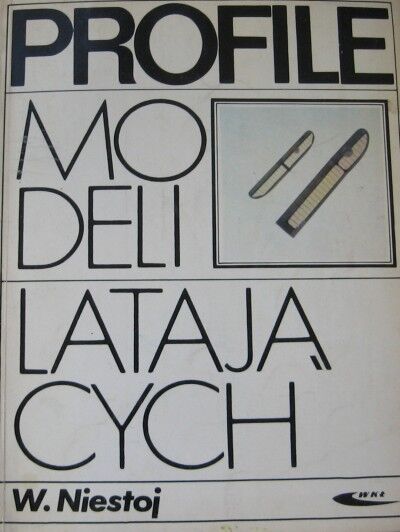 PROFILE
MO
DELI
LATAJĄ
CYCH
W. Niestoj
WKŁ